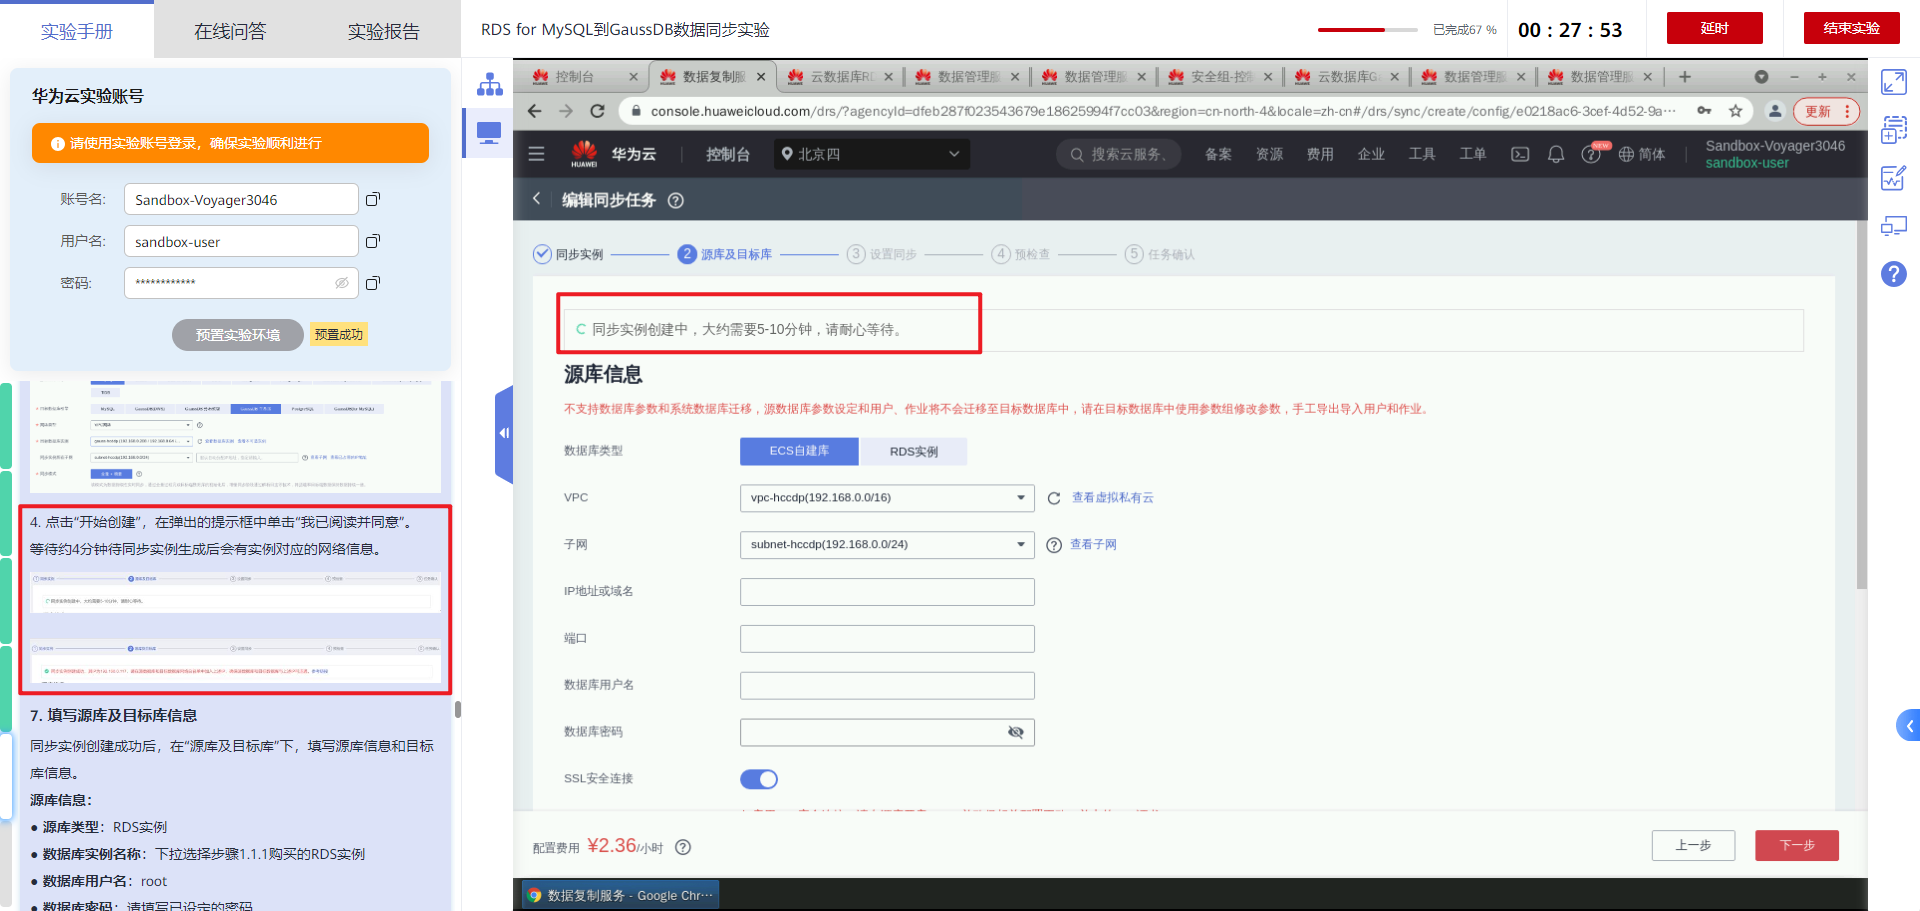 实验手册
在线问答
实验报告
RDS for MySQL到GaussDB数据同步实验
已完成67 %
00 : 27 : 53
延时
结束实验
华为云实验账号
请使用实验账号登录，确保实验顺利进行
账号名:
Sandbox-Voyager3046
用户名:
sandbox-user
密码:
************
预置实验环境
预置成功
4. 点击“开始创建”，在弹出的提示框中单击“我已阅读并同意”。
等待约4分钟待同步实例生成后会有实例对应的网络信息。
7. 填写源库及目标库信息
同步实例创建成功后，在“源库及目标库”下，填写源库信息和目标
库信息。
源库信息：
● 源库类型：RDS实例
● 数据库实例名称：下拉选择步骤1.1.1购买的RDS实例
● 数据库用户名：root
● 数据库密码：请填写已设定的密码
控制台
数据复制服
云数据库RD
数据管理服
数据管理服
安全组-控制
云数据库G
数据管理服
数据管理服
console.huaweicloud.com/drs/?agencyId=dfeb287f023543679e18625994f7cc03&region=cn-north-4&locale=zh-cn#/drs/sync/create/config/e0218ac6-3cef-4d52-9a···
更新
HUAWEI
华为云
控制台
北京四
搜索云服务、
备案
资源
费用
企业
工具
工单
NEW
简体
Sandbox-Voyager3046
sandbox-user
编辑同步任务
同步实例
2 源库及目标库
3 设置同步
4 预检查
5 任务确认
同步实例创建中，大约需要5-10分钟，请耐心等待。
源库信息
不支持数据库参数和系统数据库迁移，源数据库参数设定和用户、作业将不会迁移至目标数据库中，请在目标数据库中使用参数组修改参数，手工导出导入用户和作业。
数据库类型
ECS自建库
RDS实例
VPC
vpc-hccdp(192.168.0.0/16)
查看虚拟私有云
子网
subnet-hccdp(192.168.0.0/24)
查看子网
IP地址或域名
端口
数据库用户名
数据库密码
SSL安全连接
配置费用 ¥2.36/小时
上一步
下一步
数据复制服务 - Google Chr···